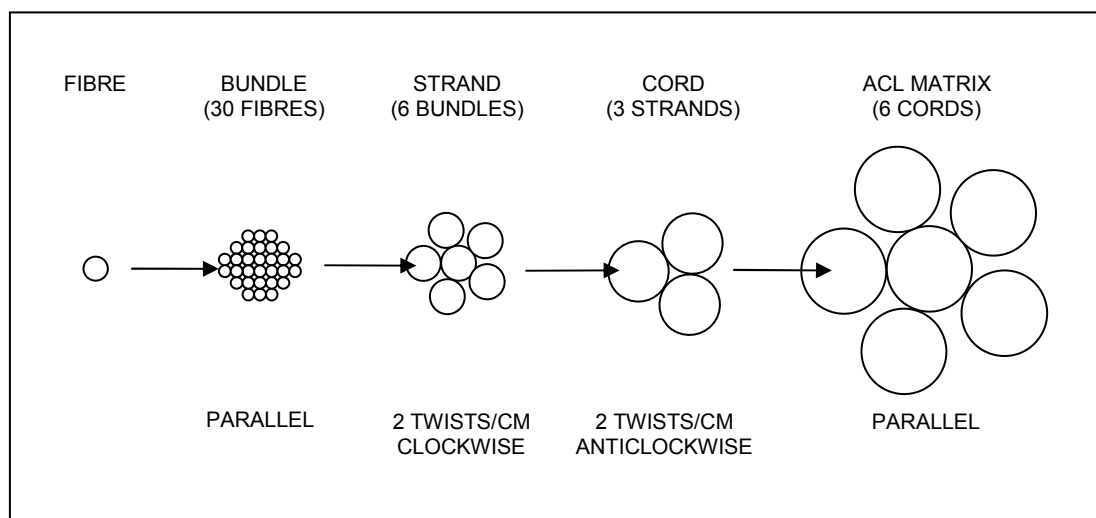 FIBRE
BUNDLE
(30 FIBRES)
STRAND
(6 BUNDLES)
CORD
(3 STRANDS)
ACL MATRIX
(6 CORDS)
PARALLEL
2 TWISTS/CM
CLOCKWISE
2 TWISTS/CM
ANTICLOCKWISE
PARALLEL